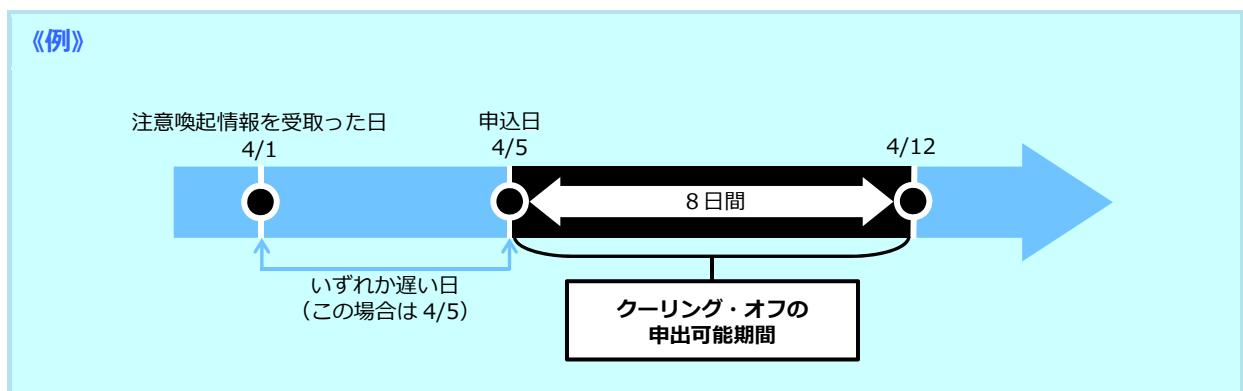 《例》
注意喚起情報を受取った日
4/1
申込日
4/5
4/12
８日間
いずれか遅い日
（この場合は 4/5）
クーリング・オフの
申出可能期間